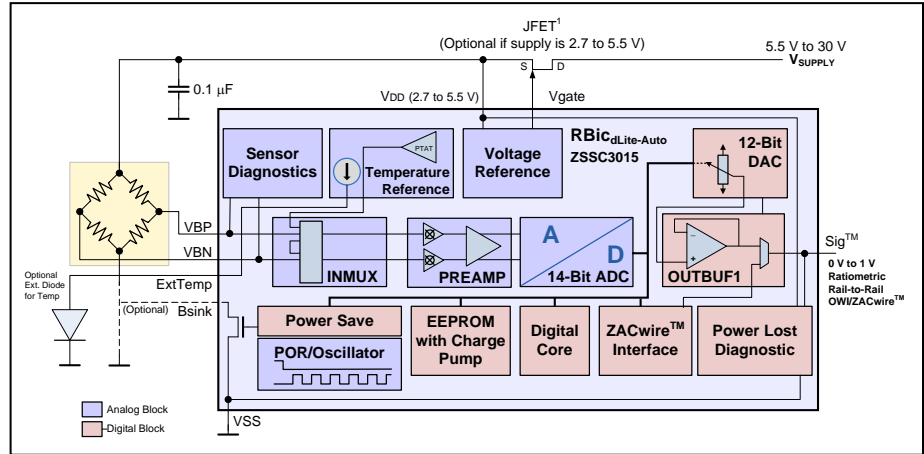 JFET1
(Optional if supply is 2.7 to 5.5 V)
5.5 V to 30 V
VSUPPLY
S
D
0.1 µF
VDD (2.7 to 5.5 V)
Vgate
RBicdLite-Auto
ZSSC3015
Sensor
Diagnostics
PTAT
Temperature
Reference
Voltage
Reference
12-Bit
DAC
VBP
VBN
INMUX
PREAMP
A
D
14-Bit ADC
−
+
OUTBUF1
Sig™
0 V to 1 V
Ratiometric
Rail-to-Rail
OWI/ZACwire™
Optional
Ext. Diode
for Temp
ExtTemp
(Optional)
Bsink
Power Save
POR/Oscillator
EEPROM
with Charge
Pump
Digital
Core
ZACwire™
Interface
Power Lost
Diagnostic
Analog Block
Digital Block
VSS